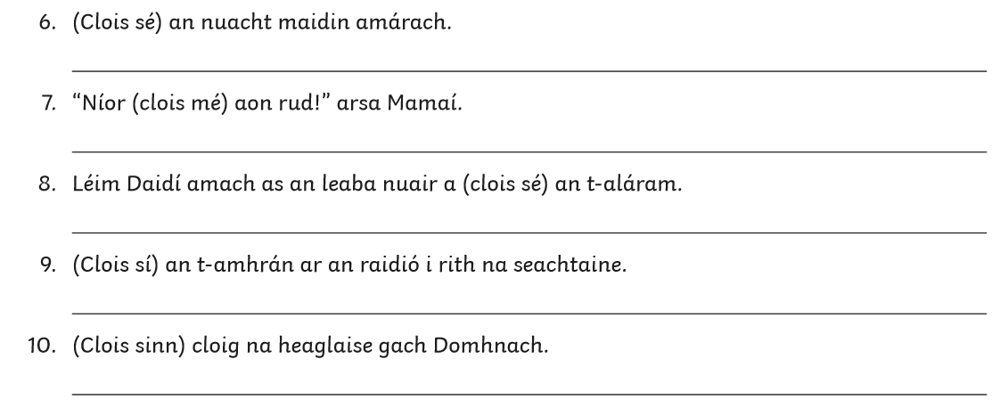 6. (Clois sé) an nuacht maidin amárach.
7. “Níor (clois mé) aon rud!” arsa Mamaí.
8. Léim Daidí amach as an leaba nuair a (clois sé) an t-aláram.
9. (Clois sí) an t-amhrán ar an raidió i rith na seachtaine.
10. (Clois sinn) cloig na heaglaise gach Domhnach.